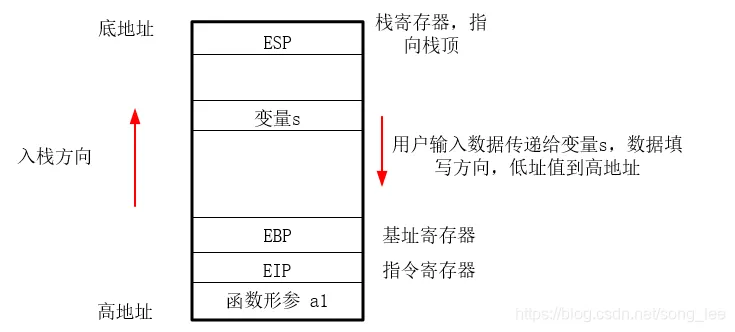 底地址
ESP
栈寄存器，指
向栈顶
变量s
入栈方向
用户输入数据传递给变量s，数据填
写方向，低址值到高地址
EBP
基址寄存器
EIP
指令寄存器
高地址
函数形参 a1
https://blog.csdn.net/song_lee